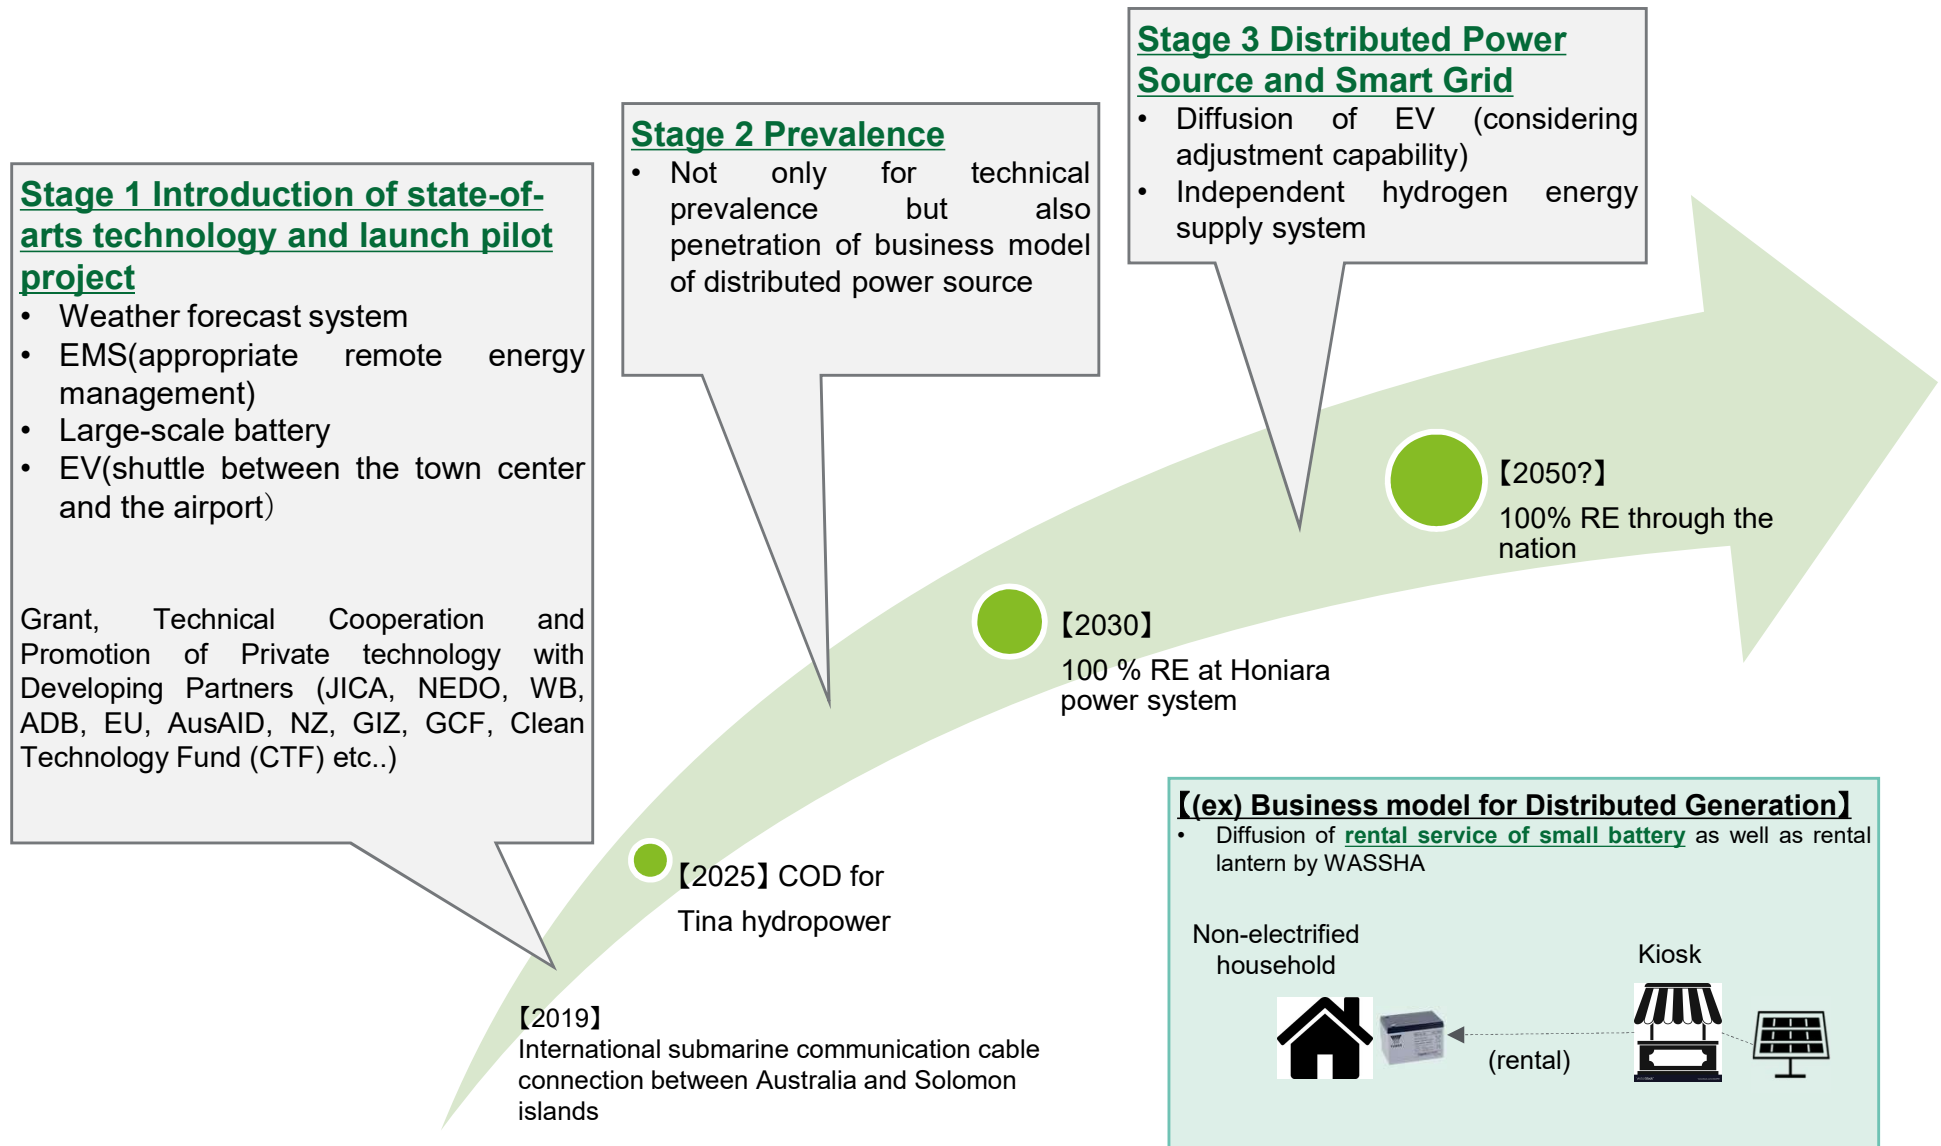 Stage 1 Introduction of state-of-
arts technology and launch pilot
project
• Weather forecast system
• EMS(appropriate remote energy
management)
• Large-scale battery
• EV(shuttle between the town center
and the airport）
Grant, Technical Cooperation and
Promotion of Private technology with
Developing Partners (JICA, NEDO, WB,
ADB, EU, AusAID, NZ, GIZ, GCF, Clean
Technology Fund (CTF) etc..)
Stage 2 Prevalence
• Not only for technical
prevalence but also
penetration of business model
of distributed power source
Stage 3 Distributed Power
Source and Smart Grid
• Diffusion of EV (considering
adjustment capability)
• Independent hydrogen energy
supply system
【2050?】
100% RE through the
nation
【2030】
100 % RE at Honiara
power system
【2025】 COD for
Tina hydropower
【2019】
International submarine communication cable
connection between Australia and Solomon
islands
【(ex) Business model for Distributed Generation】
• Diffusion of rental service of small battery as well as rental
lantern by WASSHA
Non-electrified
household
Kiosk
(rental)